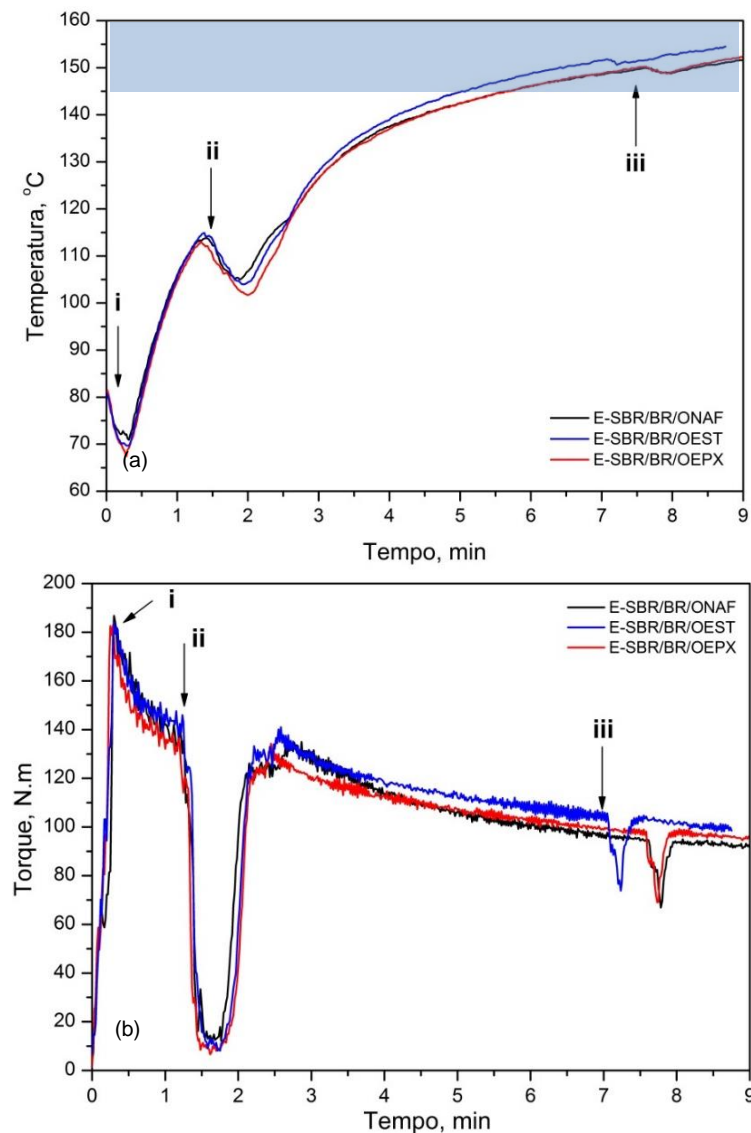 160
150
140
130
120
110
100
90
80
70
60
Temperatura, °C
i
ii
iii
(a)
E-SBR/BR/ONAF
E-SBR/BR/OEST
E-SBR/BR/OEPX
0 1 2 3 4 5 6 7 8 9
Tempo, min
200
180
160
140
120
100
80
60
40
20
0
Torque, N.m
i
ii
iii
(b)
E-SBR/BR/ONAF
E-SBR/BR/OEST
E-SBR/BR/OEPX
0 1 2 3 4 5 6 7 8 9
Tempo, min